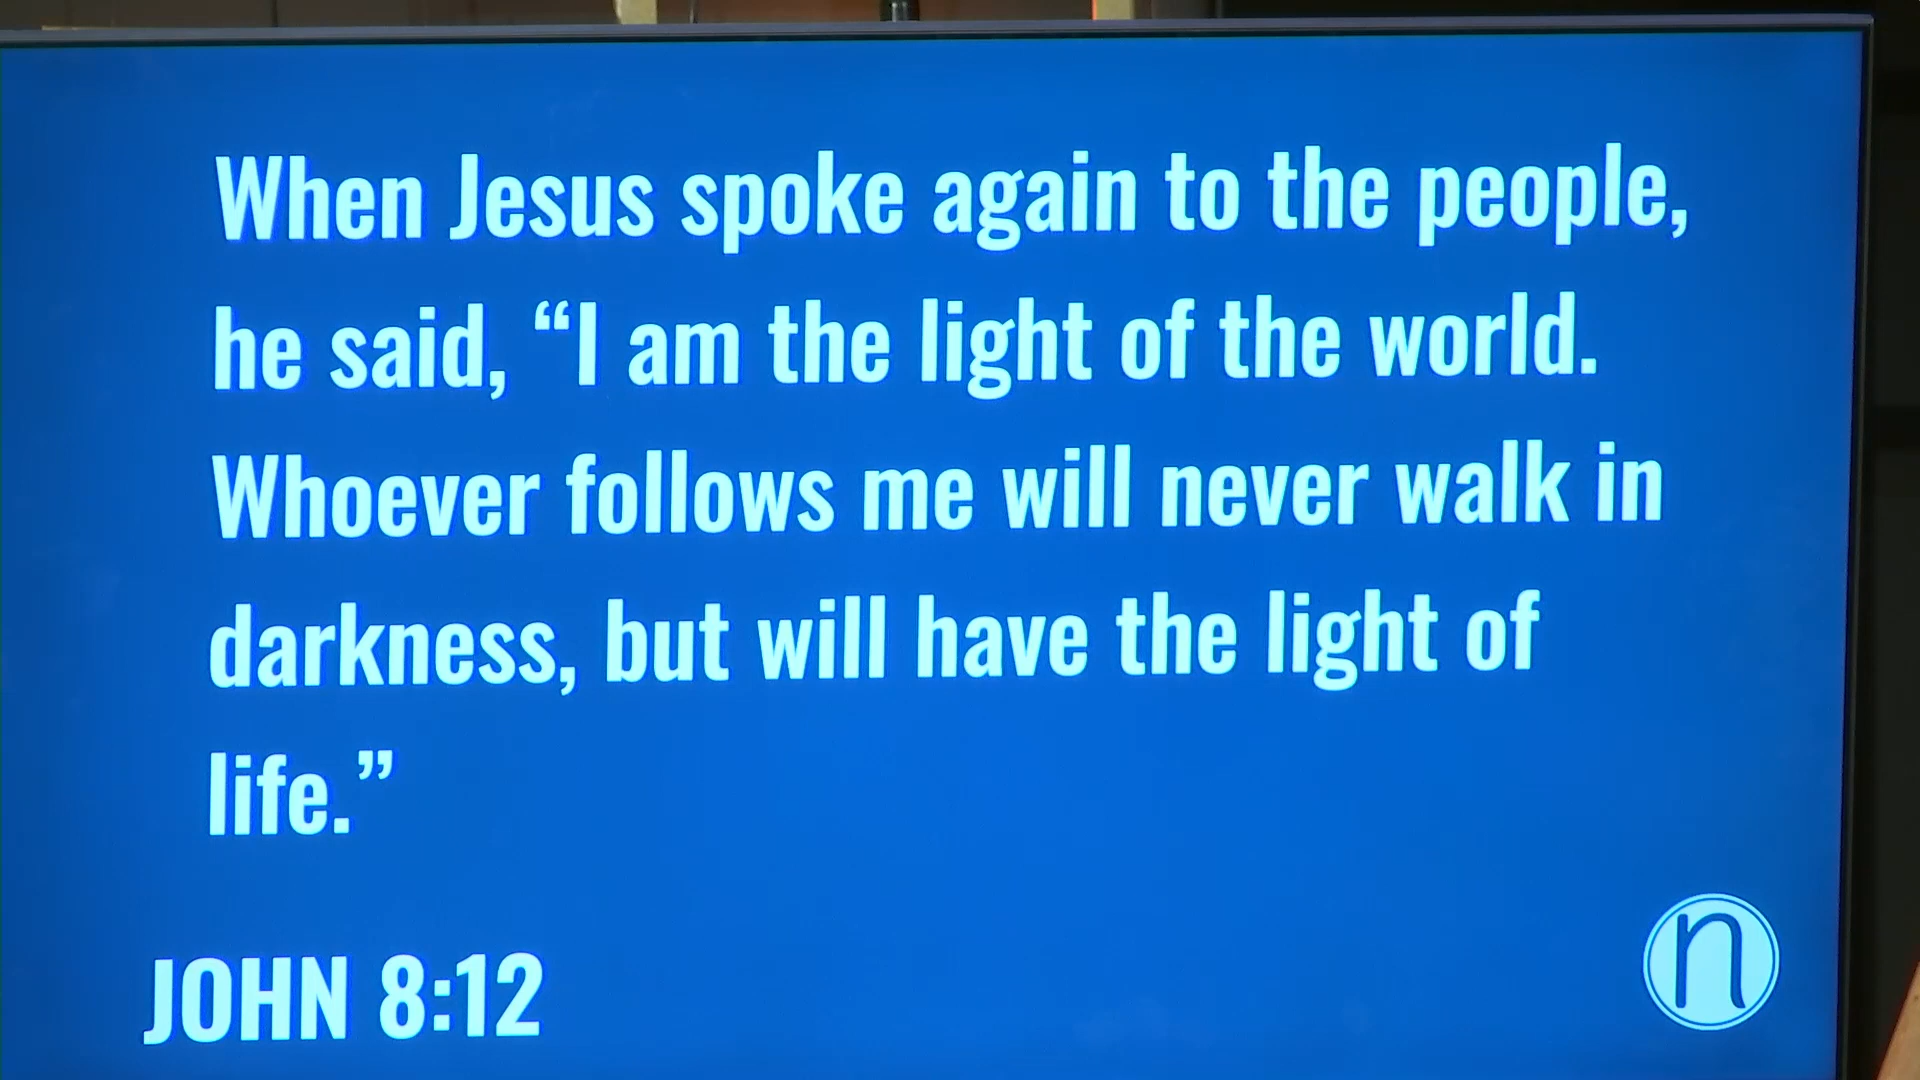 When Jesus spoke again to the people,
he said, “I am the light of the world.
Whoever follows me will never walk in
darkness, but will have the light of
life.”
JOHN 8:12
n